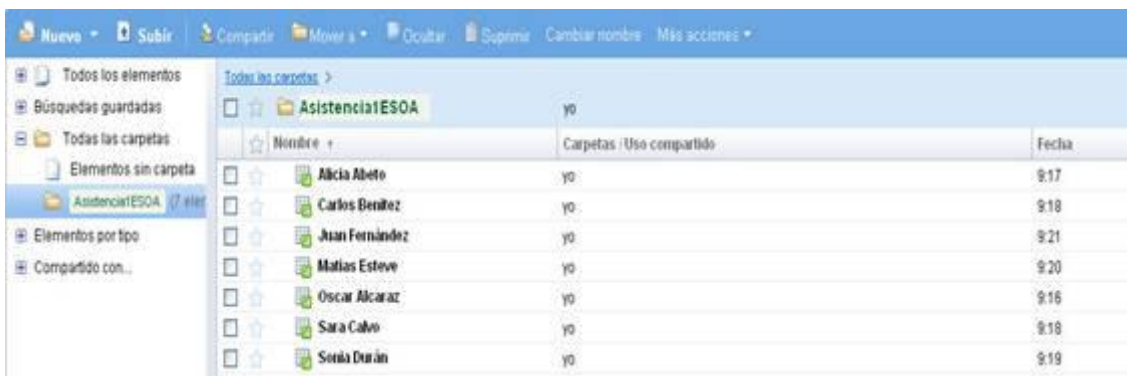 Nuevo Subir Compartir Mover a Ocultar Suprimir Cambiar nombre Más acciones
Todos los elementos
Búsquedas guardadas
Todas las carpetas
Elementos sin carpeta
Asistencia1ESOA (7 elem
Elementos por tipo
Compartido con...
Todas las carpetas >
Asistencia1ESOA yo
Nombre Carpetas / Uso compartido Fecha
Alicia Abeto yo 9:17
Carlos Benítez yo 9:18
Juan Fernández yo 9:21
Matias Esteve yo 9:20
Oscar Alcaraz yo 9:16
Sara Calvo yo 9:18
Sonia Durán yo 9:19